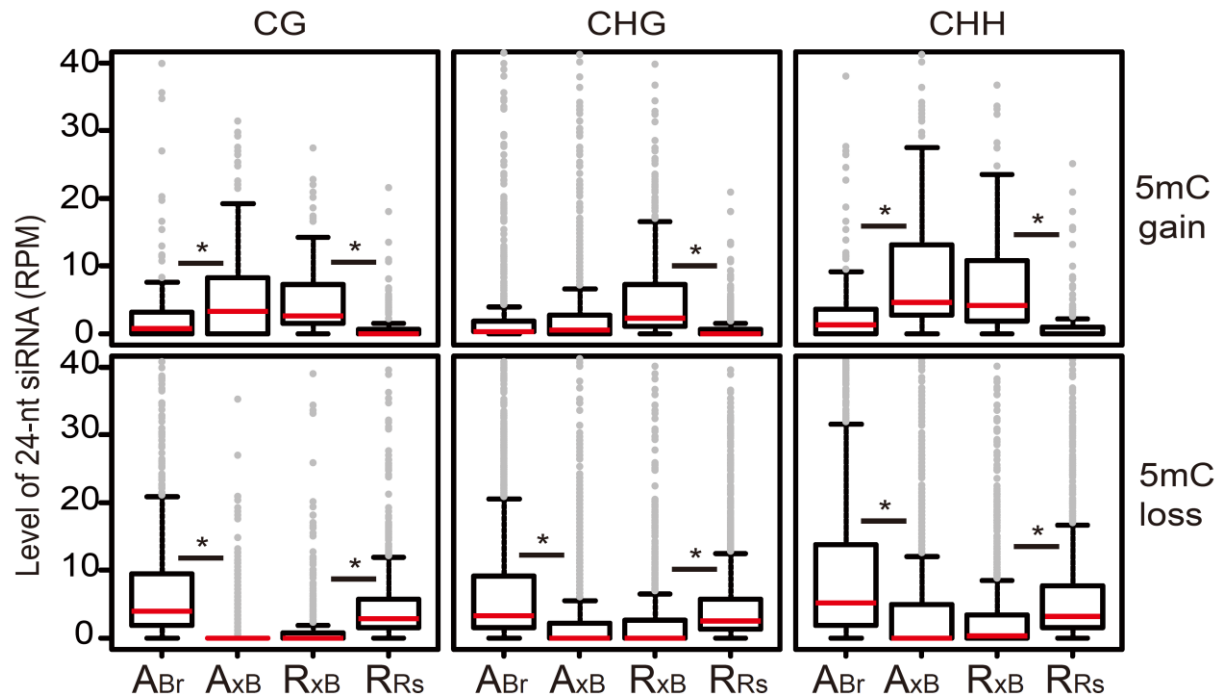 CG CHG CHH
Level of 24-nt siRNA (RPM)
40
30
20
10
0
* *
*
* *
5mC
gain
40
30
20
10
0
* *
* *
* *
5mC
loss
ABr AxB RxB RRs ABr AxB RxB RRs ABr AxB RxB RRs